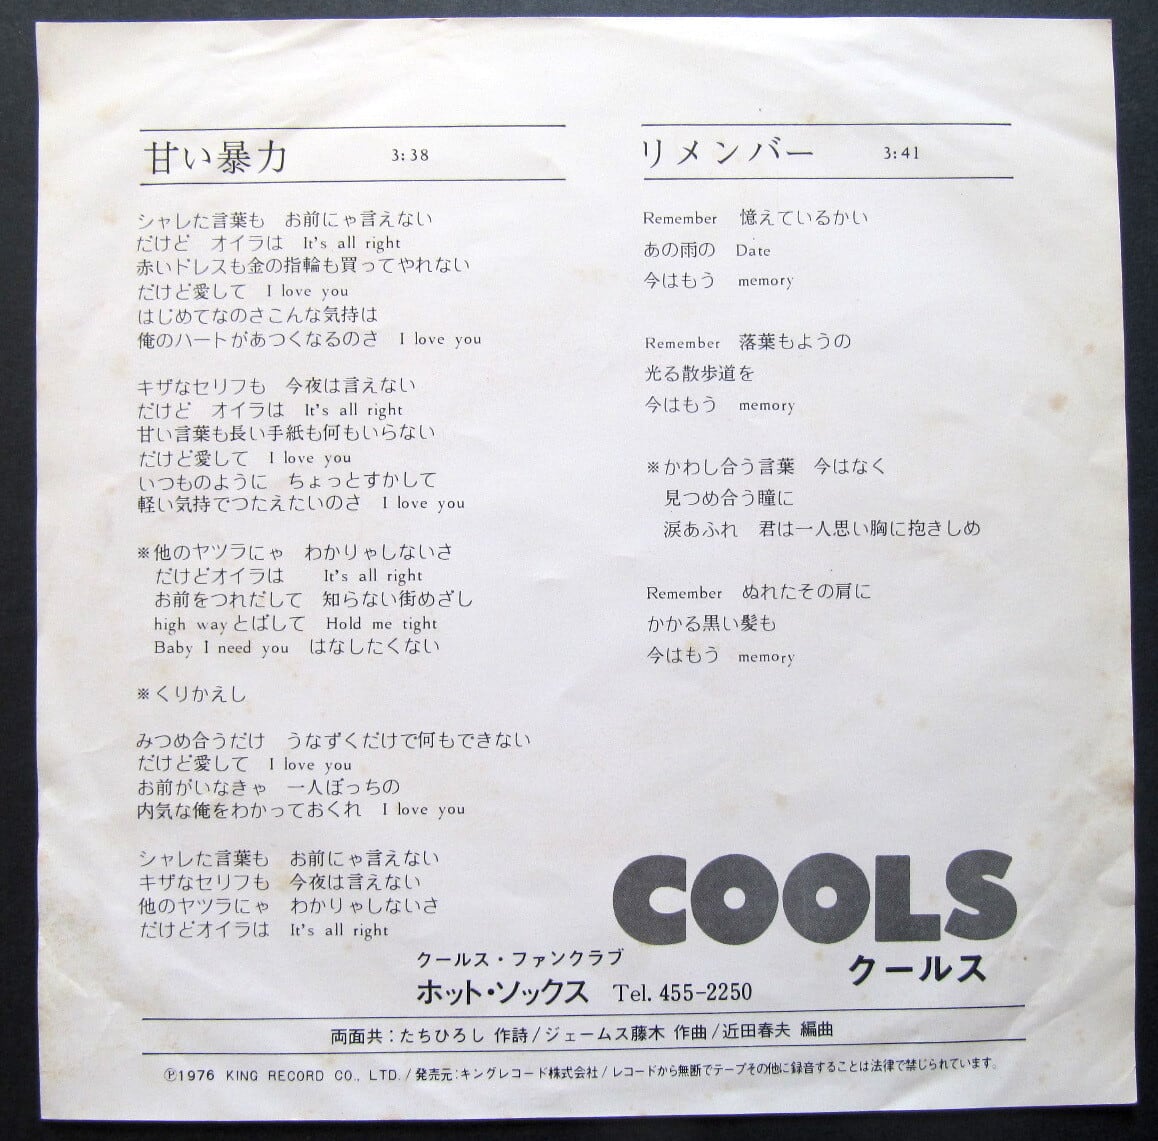 甘い暴力 3:38
シャレた言葉も お前にゃ言えない
だけど オイラは It's all right
赤いドレスも金の指輪も買ってやれない
だけど愛して I love you
はじめてなのさこんな気持は
俺のハートがあつくなるのさ I love you
キザなセリフも 今夜は言えない
だけど オイラは It's all right
甘い言葉も長い手紙も何もいらない
だけど愛して I love you
いつものように ちょっとすかして
軽い気持でつたえたいのさ I love you
※他のヤツラにゃ わかりゃしないさ
だけどオイラは It's all right
お前をつれだして 知らない街めざし
high wayとばして Hold me tight
Baby I need you はなしたくない
※くりかえし
みつめ合うだけ うなずくだけで何もできない
だけど愛して I love you
お前がいなきゃ 一人ぼっちの
内気な俺をわかっておくれ I love you
シャレた言葉も お前にゃ言えない
キザなセリフも 今夜は言えない
他のヤツラにゃ わかりゃしないさ
だけどオイラは It's all right
リメンバー 3:41
Remember 憶えているかい
あの雨の Date
今はもう memory
Remember 落葉もようの
光る散歩道を
今はもう memory
※かわし合う言葉 今はなく
見つめ合う瞳に
涙あふれ 君は一人思い胸に抱きしめ
Remember ぬれたその肩に
かかる黒い髪も
今はもう memory
COOLS
クールス
クールス・ファンクラブ
ホット・ソックス Tel. 455-2250
両面共:たちひろし 作詩/ジェームス藤木 作曲/近田春夫 編曲
Ⓟ1976 KING RECORD CO., LTD./発売元:キングレコード株式会社/レコードから無断でテープその他に録音することは法律で禁じられています。